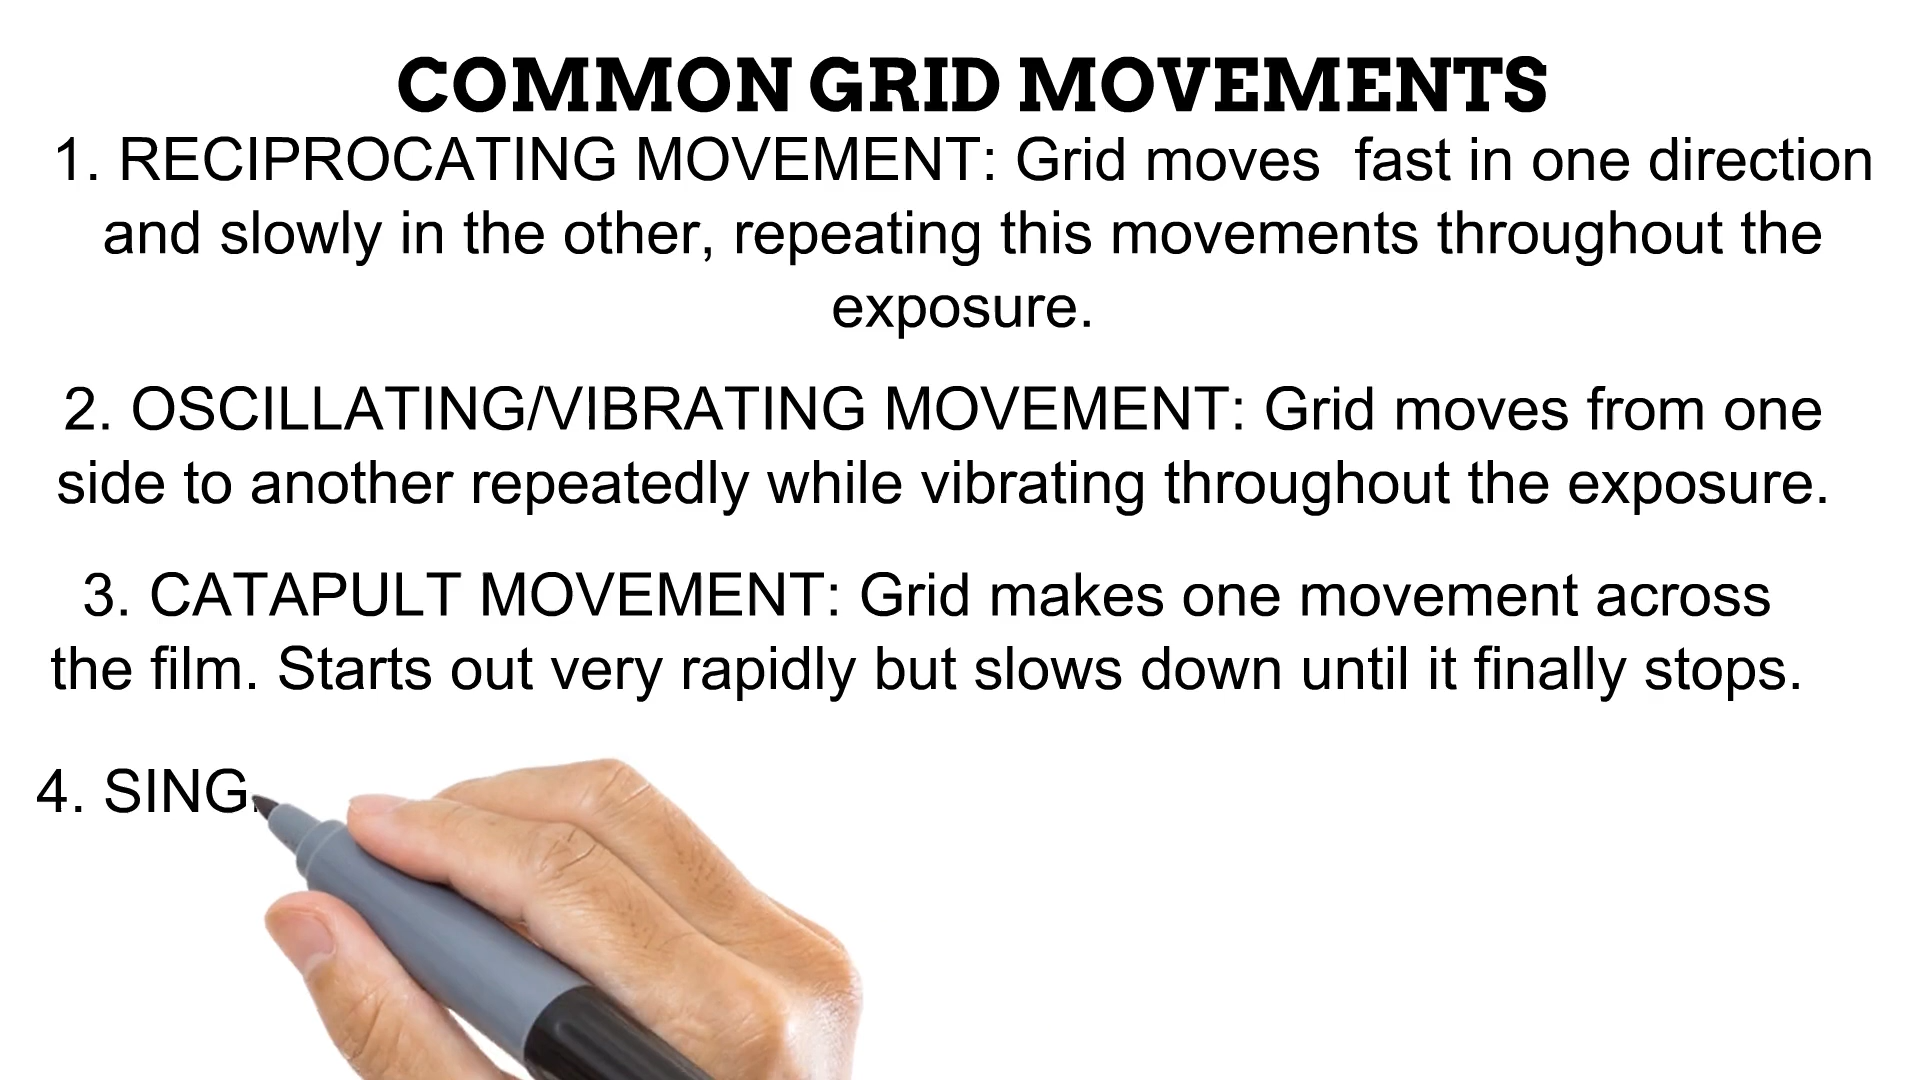 COMMON GRID MOVEMENTS
1. RECIPROCATING MOVEMENT: Grid moves  fast in one direction
and slowly in the other, repeating this movements throughout the
exposure.
2. OSCILLATING/VIBRATING MOVEMENT: Grid moves from one
side to another repeatedly while vibrating throughout the exposure.
3. CATAPULT MOVEMENT: Grid makes one movement across
the film. Starts out very rapidly but slows down until it finally stops.
4. SING